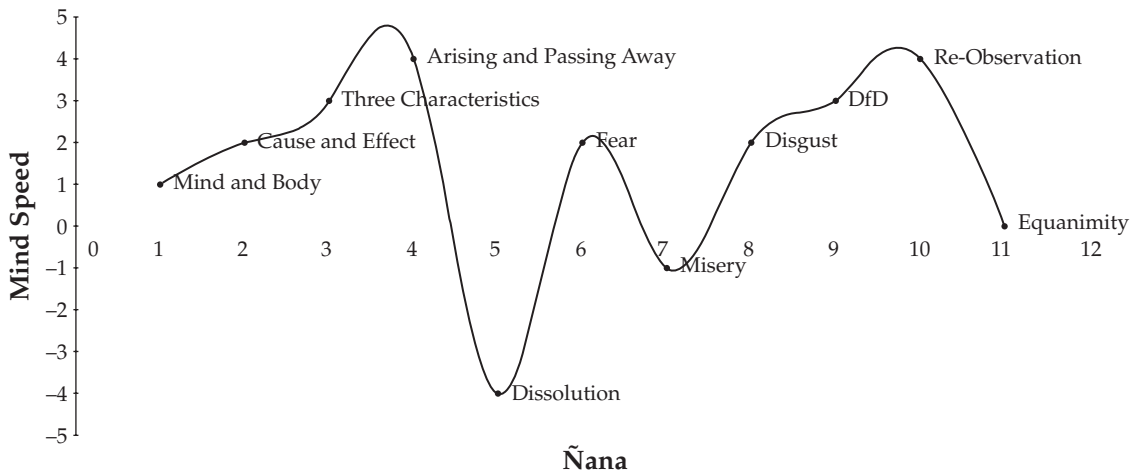 5
4
Arising and Passing Away
Re-Observation
3
Three Characteristics
DfD
2
Cause and Effect
Fear
Disgust
1
Mind and Body
0
Equanimity
0 1 2 3 4 5 6 7 8 9 10 11 12
–1
Misery
–2
–3
–4
Dissolution
–5
Mind Speed
Ñana